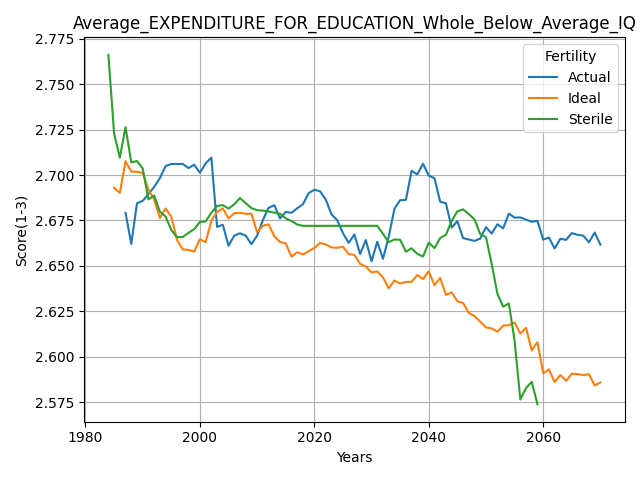 Average_EXPENDITURE_FOR_EDUCATION_Whole_Below_Average_IQ
Score(1-3)
2.775
2.750
2.725
2.700
2.675
2.650
2.625
2.600
2.575
Fertility
Actual
Ideal
Sterile
1980 2000 2020 2040 2060
Years